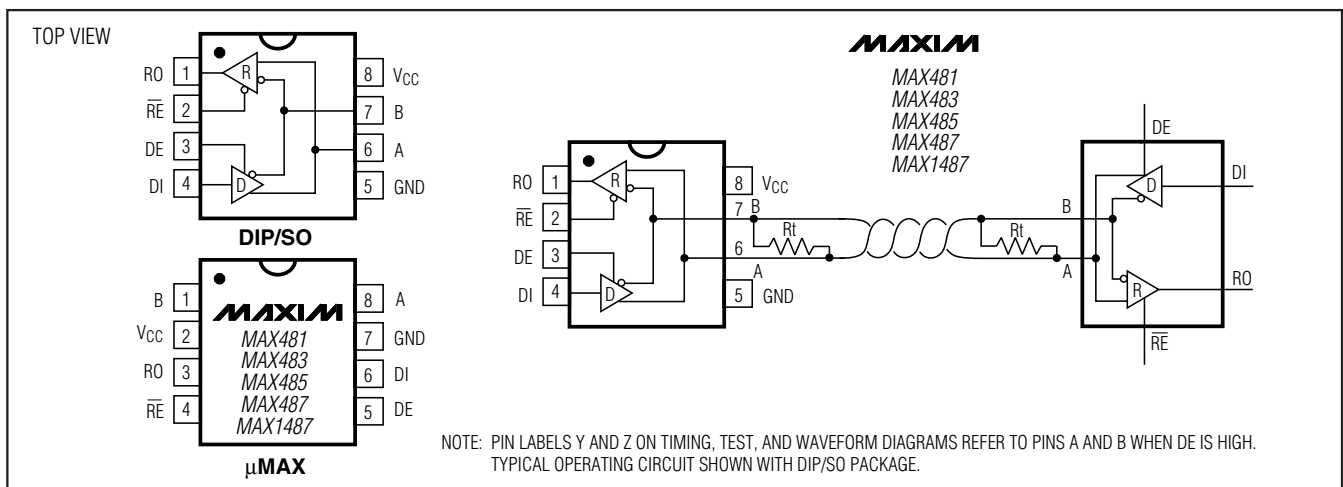 TOP VIEW
RO 1
RE 2
DE 3
DI 4
8 VCC
7 B
6 A
5 GND
R
D
DIP/SO
B 1
VCC 2
RO 3
RE 4
8 A
7 GND
6 DI
5 DE
MAXIM
MAX481
MAX483
MAX485
MAX487
MAX1487
µMAX
MAXIM
MAX481
MAX483
MAX485
MAX487
MAX1487
RO 1
RE 2
DE 3
DI 4
R
D
8 VCC
7 B
6
A
5 GND
Rt
Rt
B
A
DE
D
DI
R
RO
RE
NOTE: PIN LABELS Y AND Z ON TIMING, TEST, AND WAVEFORM DIAGRAMS REFER TO PINS A AND B WHEN DE IS HIGH.
TYPICAL OPERATING CIRCUIT SHOWN WITH DIP/SO PACKAGE.